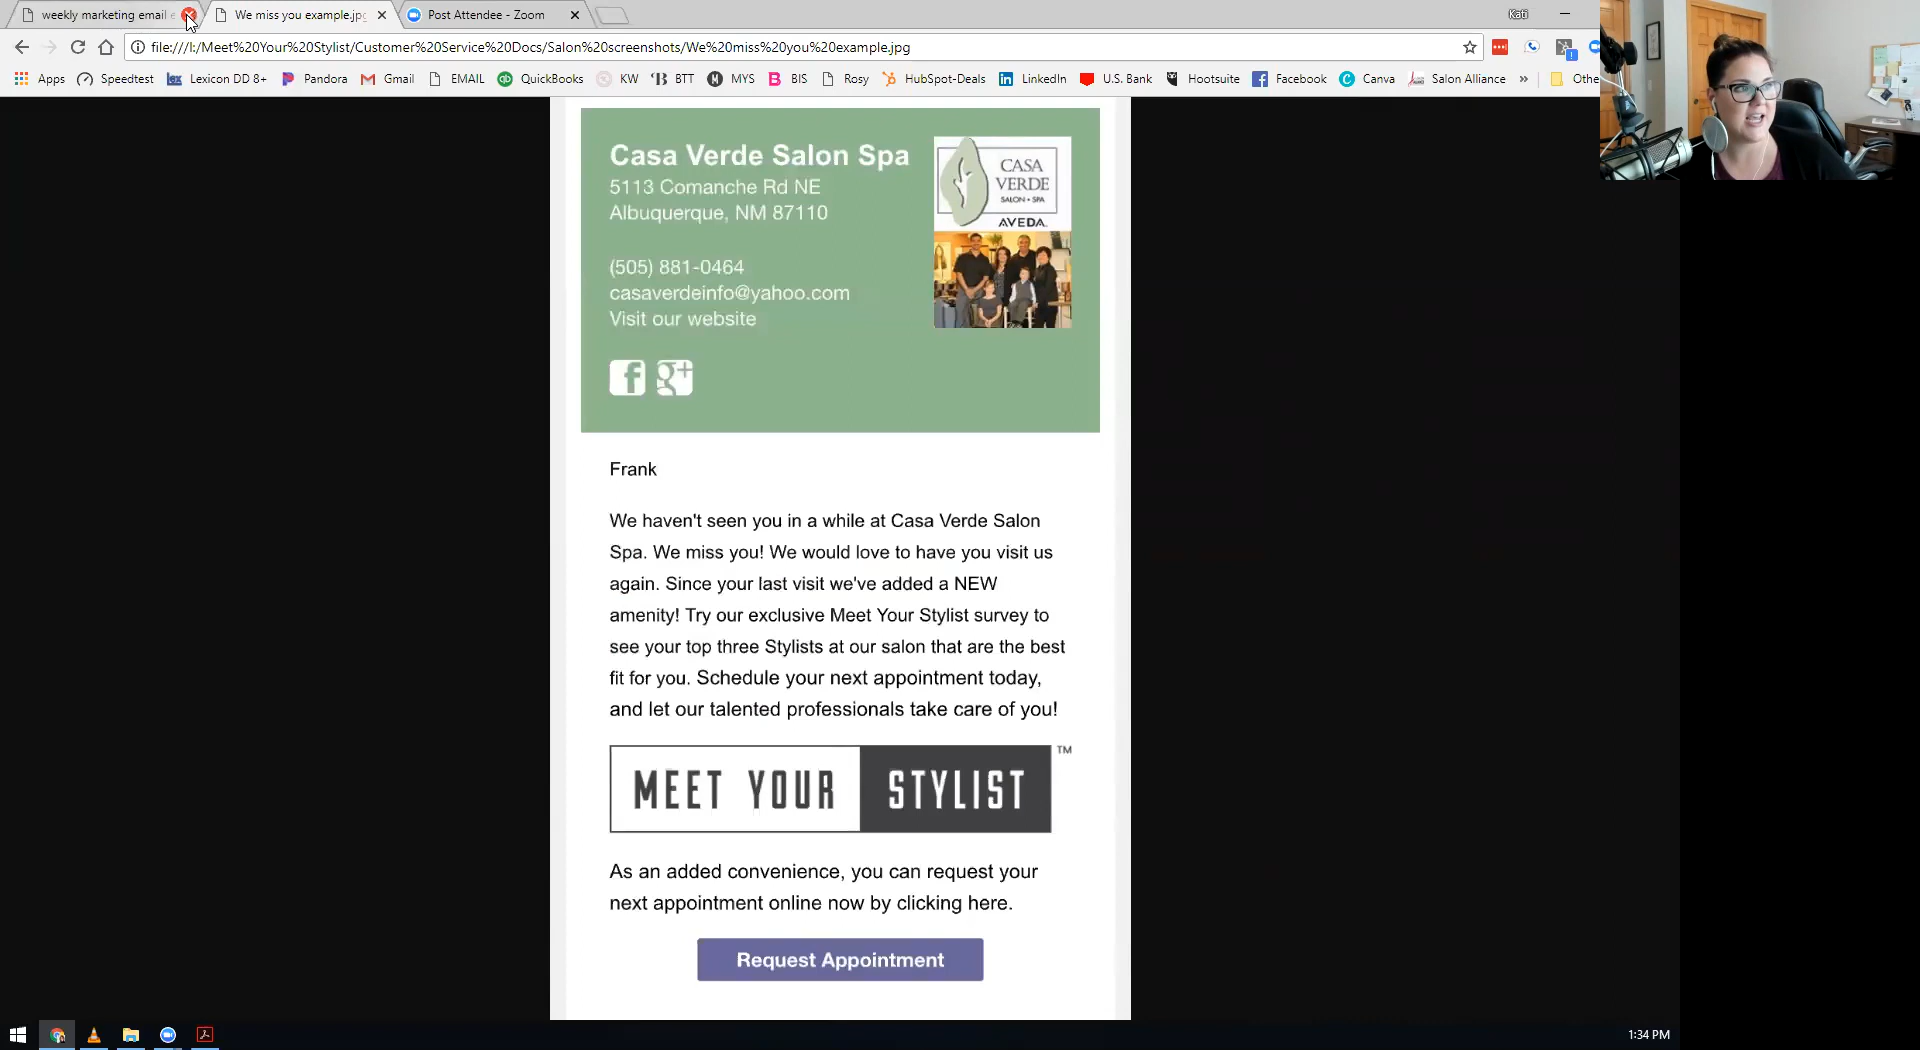 weekly marketing email
We miss you example.jpg
Post Attendee - Zoom
Kati
file:///I:/Meet%20Your%20Stylist/Customer%20Service%20Docs/Salon%20screenshots/We%20miss%20you%20example.jpg
Apps Speedtest Lexicon DD 8+ Pandora Gmail EMAIL QuickBooks KW BTT MYS BIS Rosy HubSpot-Deals LinkedIn U.S. Bank Hootsuite Facebook Canva Salon Alliance » Othe
Casa Verde Salon Spa
5113 Comanche Rd NE
Albuquerque, NM 87110
(505) 881-0464
casaverdeinfo@yahoo.com
Visit our website
CASA
VERDE
SALON • SPA
AVEDA.
Frank
We haven't seen you in a while at Casa Verde Salon
Spa. We miss you! We would love to have you visit us
again. Since your last visit we've added a NEW
amenity! Try our exclusive Meet Your Stylist survey to
see your top three Stylists at our salon that are the best
fit for you. Schedule your next appointment today,
and let our talented professionals take care of you!
MEET YOUR STYLIST ™
As an added convenience, you can request your
next appointment online now by clicking here.
Request Appointment
1:34 PM